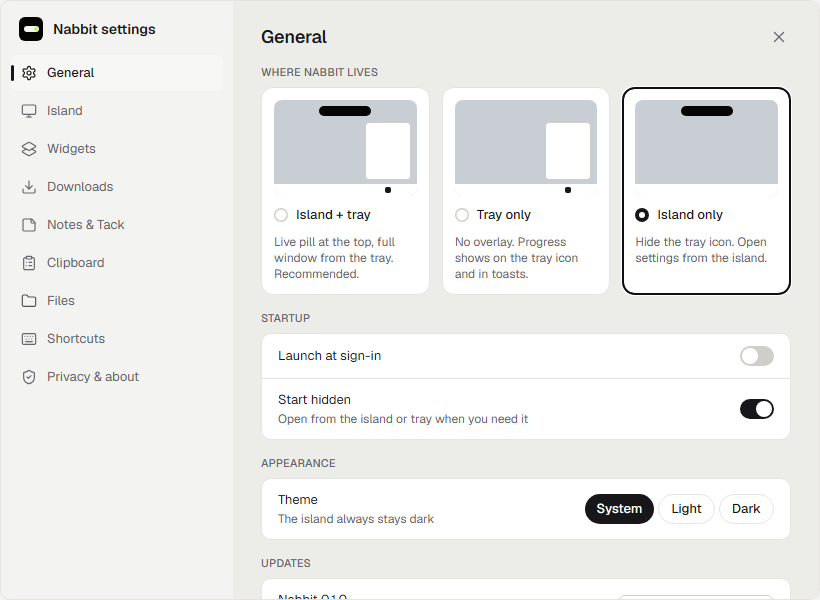 Nabbit settings
General
Island
Widgets
Downloads
Notes & Tack
Clipboard
Files
Shortcuts
Privacy & about
General
WHERE NABBIT LIVES
Island + tray
Live pill at the top, full
window from the tray.
Recommended.
Tray only
No overlay. Progress
shows on the tray icon
and in toasts.
Island only
Hide the tray icon. Open
settings from the island.
STARTUP
Launch at sign-in
Start hidden
Open from the island or tray when you need it
APPEARANCE
Theme
The island always stays dark
System
Light
Dark
UPDATES
Nabbit 0.1.0